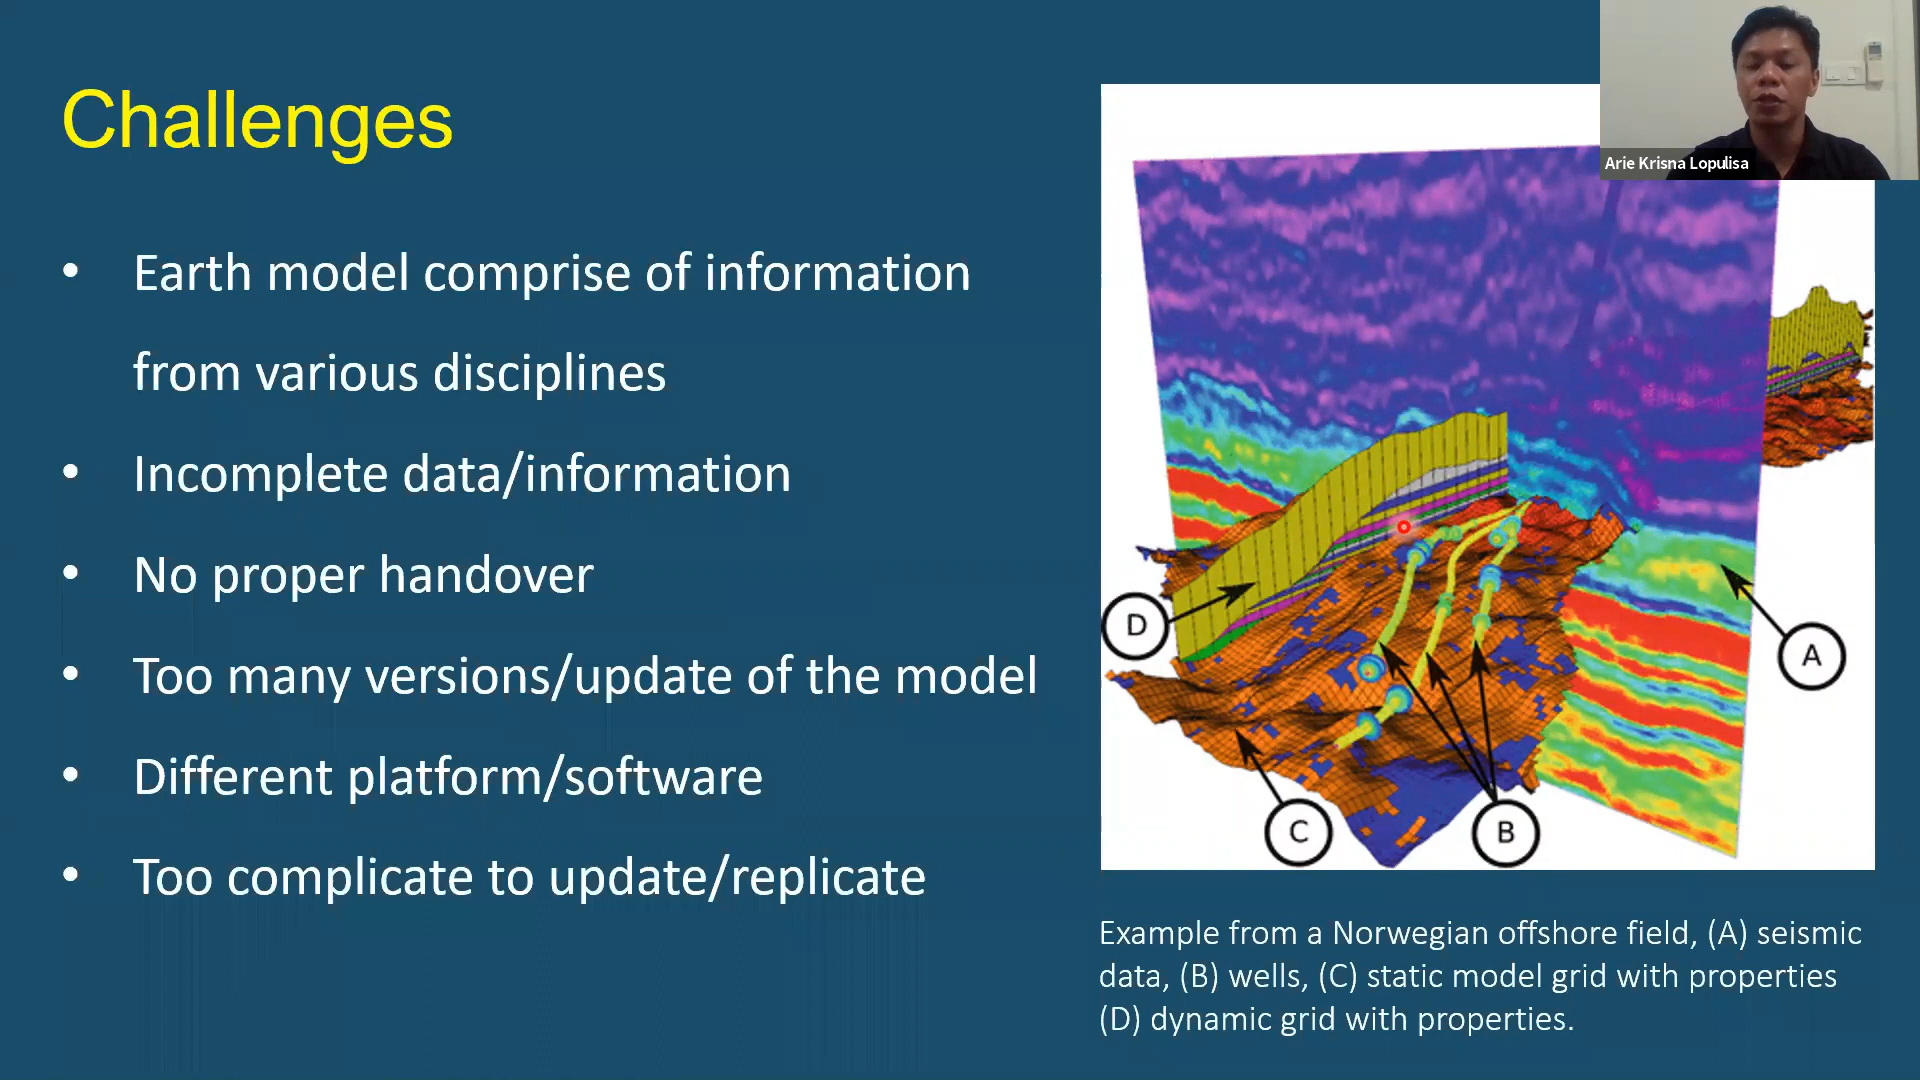 Challenges
• Earth model comprise of information
from various disciplines
• Incomplete data/information
• No proper handover
• Too many versions/update of the model
• Different platform/software
• Too complicate to update/replicate
Arie Krisna Lopulisa
D
A
C
B
Example from a Norwegian offshore field, (A) seismic
data, (B) wells, (C) static model grid with properties
(D) dynamic grid with properties.